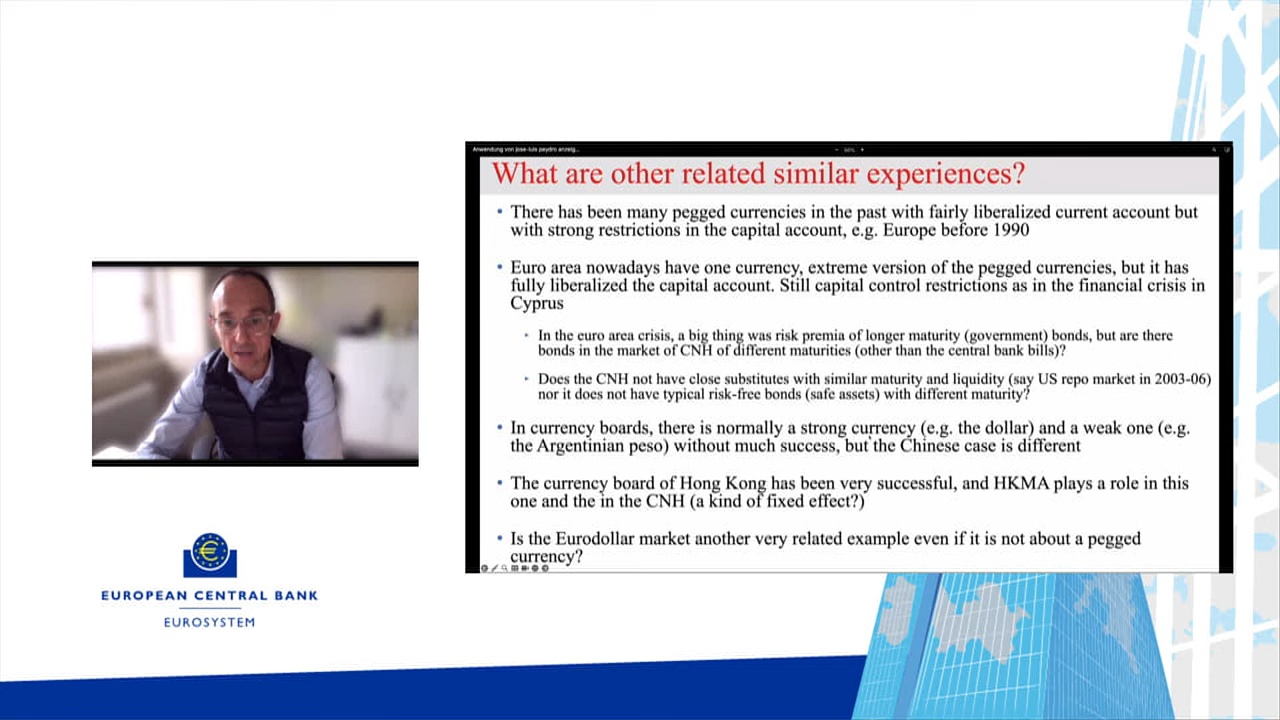 Anwendung von jose-luis peydro anzeig...
What are other related similar experiences?
• There has been many pegged currencies in the past with fairly liberalized current account but
with strong restrictions in the capital account, e.g. Europe before 1990
• Euro area nowadays have one currency, extreme version of the pegged currencies, but it has
fully liberalized the capital account. Still capital control restrictions as in the financial crisis in
Cyprus
In the euro area crisis, a big thing was risk premia of longer maturity (government) bonds, but are there
bonds in the market of CNH of different maturities (other than the central bank bills)?
Does the CNH not have close substitutes with similar maturity and liquidity (say US repo market in 2003-06)
nor it does not have typical risk-free bonds (safe assets) with different maturity?
• In currency boards, there is normally a strong currency (e.g. the dollar) and a weak one (e.g.
the Argentinian peso) without much success, but the Chinese case is different
• The currency board of Hong Kong has been very successful, and HKMA plays a role in this
one and the in the CNH (a kind of fixed effect?)
• Is the Eurodollar market another very related example even if it is not about a pegged
currency?
EUROPEAN CENTRAL BANK
EUROSYSTEM